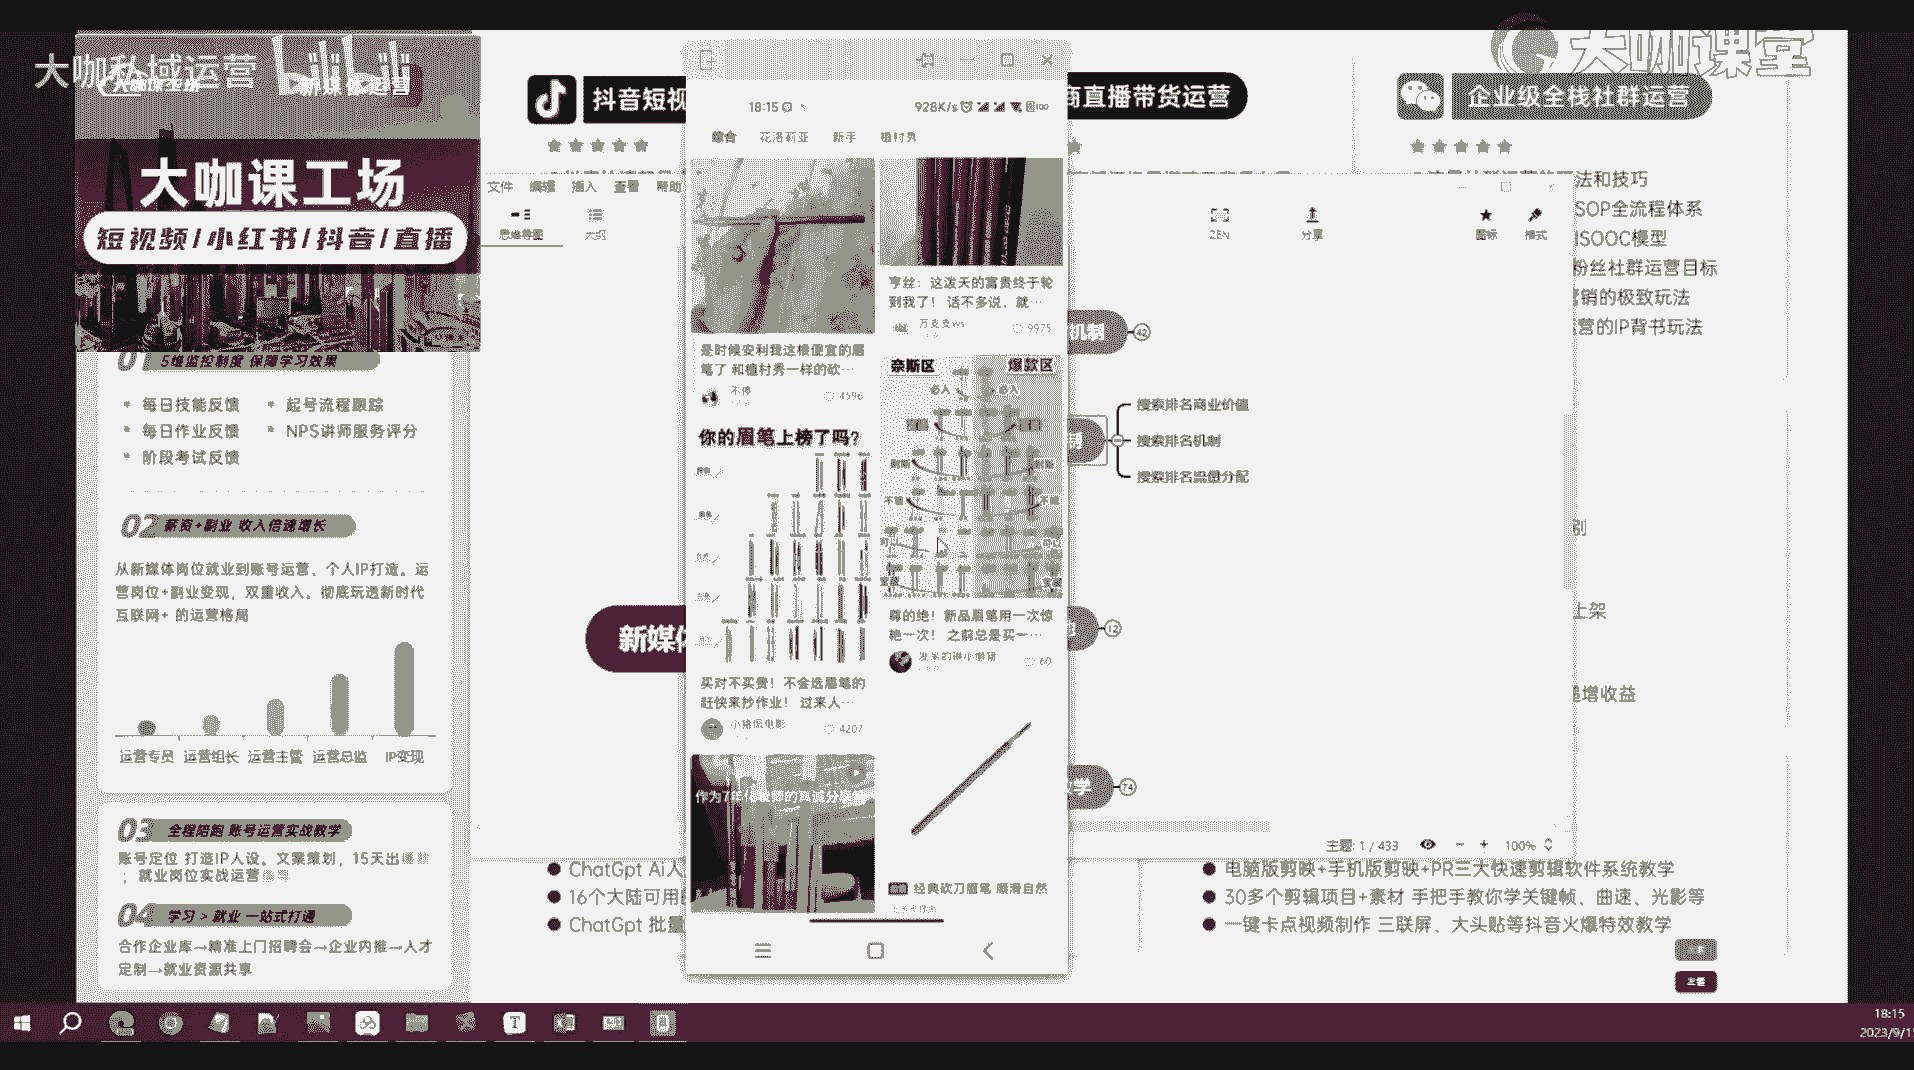 大咖私域运营
新媒体运营
大咖课堂
大咖课工场
短视频/小红书/抖音/直播
01 5维监控制度 保障学习效果
每日技能反馈
起号流程跟踪
每日作业反馈
NPS讲师服务评分
阶段考试反馈
02 薪资+副业 收入倍速增长
从新媒体岗位就业到账号运营、个人IP打造。运
营岗位+副业变现，双重收入。彻底玩透新时代
互联网+ 的运营格局
运营专员 运营组长 运营主管 运营总监 IP变现
03 全程陪跑 账号运营实战教学
账号定位 打造IP人设。文案策划，15天出
；就业岗位实战运营
04 学习 > 就业 一站式打通
合作企业库→精准上门招聘会→企业内推→人才
定制→就业资源共享
抖音短视
商直播带货运营
企业级全栈社群运营
法和技巧
SOP全流程体系
ISOOC模型
粉丝社群运营目标
营销的极致玩法
运营的IP背书玩法
文件 编辑 插入 查看 帮助
思维导图 大纲
ZEN 分享 图标 格式
机制 42
搜索排名商业价值
搜索排名机制
搜索排名流量分配
制
新媒体
12
学 74
上架
递增收益
主题: 1 / 433
100%
ChatGpt Ai人
16个大陆可用的
ChatGpt 批量
电脑版剪映+手机版剪映+PR三大快速剪辑软件系统教学
30多个剪辑项目+素材 手把手教你学关键帧、曲速、光影等
一键卡点视频制作 三联屏、大头贴等抖音火爆特效教学
18:15
928K/s
综合 花洛莉亚 新手 植村秀
是时候安利我这根便宜的眉
笔了 和植村秀一样的砍…
不停
4596
亨丝：这泼天的富贵终于轮
到我了！ 话不多说，就…
9975
你的眉笔上榜了吗?
买对不买贵！不会选眉笔的
赶快来抄作业！ 过来人…
小猪佩电影
4207
奈斯区 爆款区
必入 必入
尊的绝！新品眉笔用一次惊
艳一次！ 之前总是买一…
60
作为7年化妆师的真诚分享
经典砍刀眉笔 顺滑自然
18:15
2023/9/1